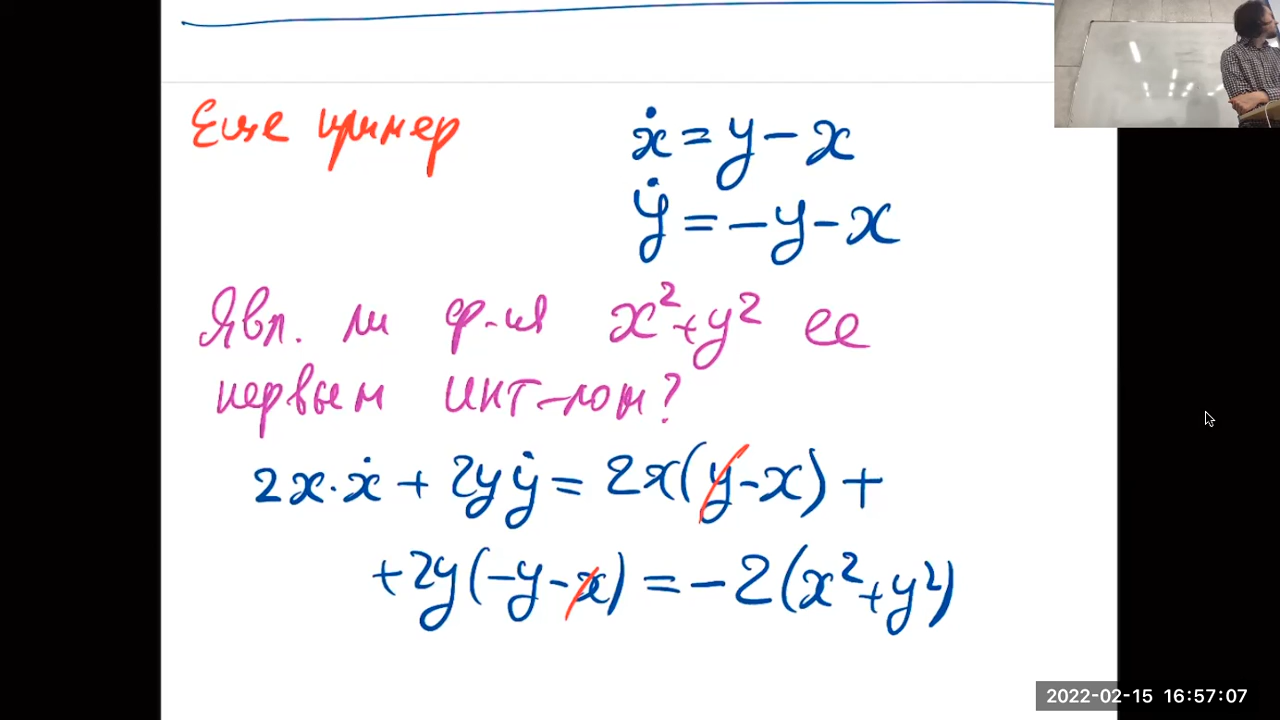 Еще пример
ẋ = y − x
ẏ = −y − x
Явл. ли ф-ия x²+y² ее
первым инт-лом?
2x·ẋ + 2yẏ = 2x(y−x) +
+2y(−y−x) = −2(x²+y²)
2022-02-15 16:57:07